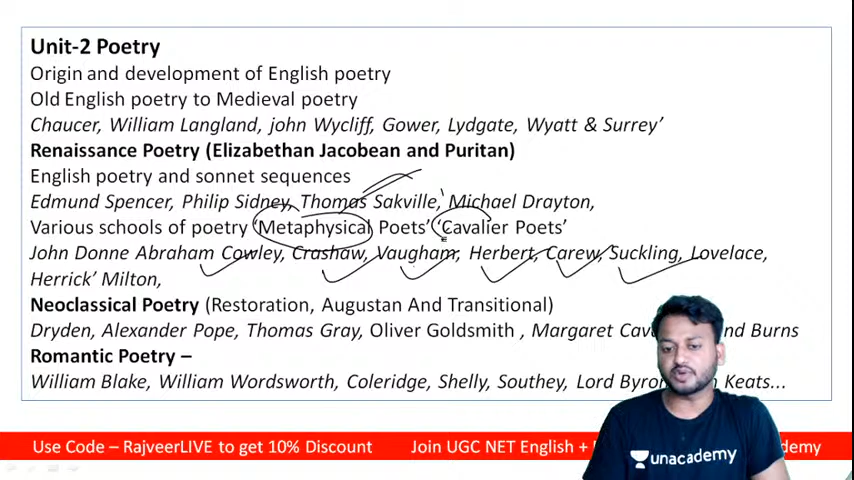 Unit-2 Poetry
Origin and development of English poetry
Old English poetry to Medieval poetry
Chaucer, William Langland, john Wycliff, Gower, Lydgate, Wyatt & Surrey’
Renaissance Poetry (Elizabethan Jacobean and Puritan)
English poetry and sonnet sequences
Edmund Spencer, Philip Sidney, Thomas Sakville, Michael Drayton,
Various schools of poetry ‘Metaphysical Poets’ ‘Cavalier Poets’
John Donne Abraham Cowley, Crashaw, Vaugham, Herbert, Carew, Suckling, Lovelace,
Herrick’ Milton,
Neoclassical Poetry (Restoration, Augustan And Transitional)
Dryden, Alexander Pope, Thomas Gray, Oliver Goldsmith , Margaret nd Burns
Romantic Poetry –
William Blake, William Wordsworth, Coleridge, Shelly, Southey, Lord Byron Keats...
Use Code – RajveerLIVE to get 10% Discount Join UGC NET English + demy
unacademy